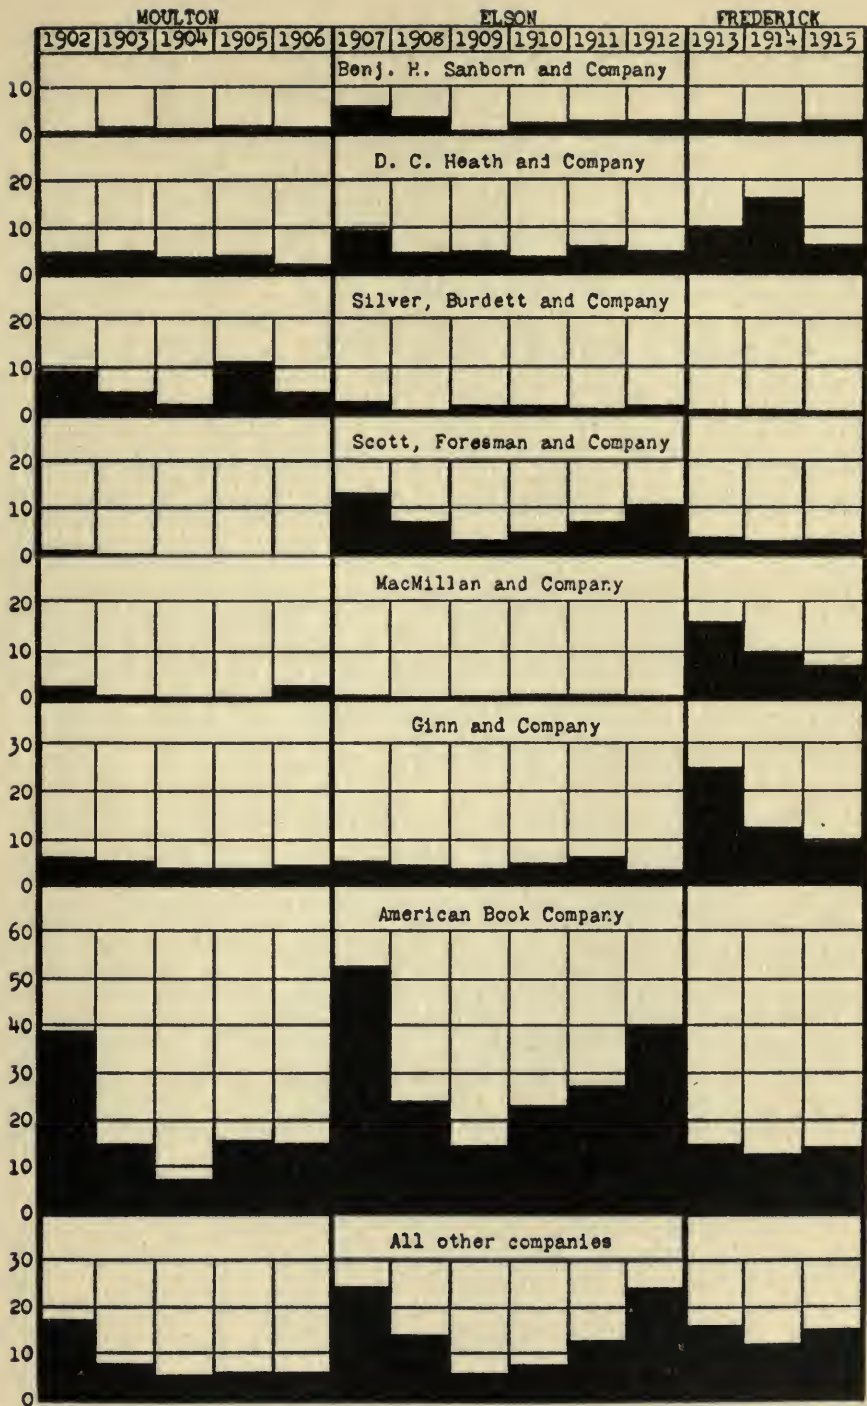 MOULTON ELSON FREDERICK
1902 1903 1904 1905 1906 1907 1908 1909 1910 1911 1912 1913 1914 1915
Benj. H. Sanborn and Company
10
0
D. C. Heath and Company
20
10
0
Silver, Burdett and Company
20
10
0
Scott, Foresman and Company
20
10
0
MacMillan and Company
20
10
0
Ginn and Company
30
20
10
0
American Book Company
60
50
40
30
20
10
0
All other companies
30
20
10
0